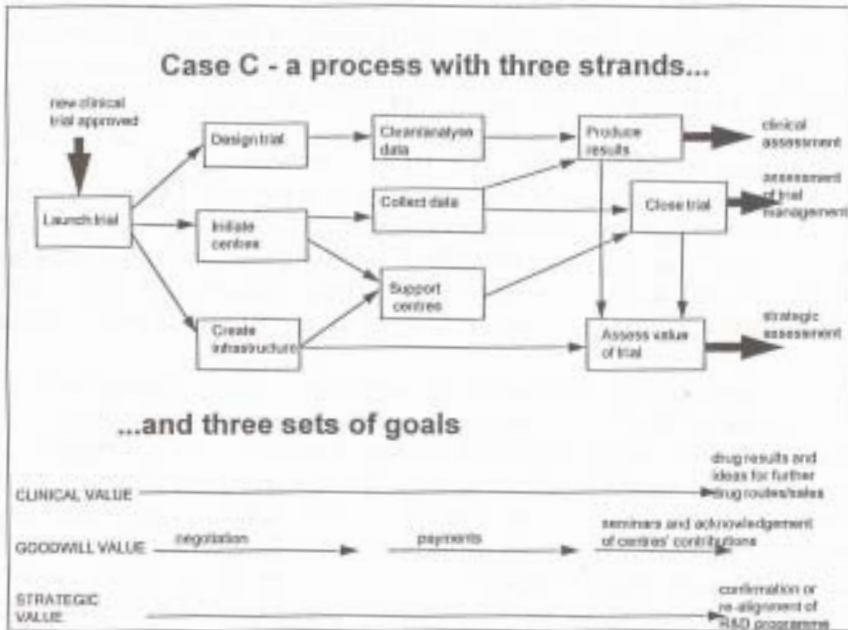 Case C - a process with three strands...
new clinical
trial approved
Launch trial
Design trial
Clean/analyse
data
Produce
results
clinical
assessment
Initiate
centres
Collect data
Close trial
assessment
of trial
management
Support
centres
Create
infrastructure
Assess value
of trial
strategic
assessment
...and three sets of goals
CLINICAL VALUE
drug results and
ideas for further
drug routes/sales
GOODWILL VALUE
negotiation
payments
seminars and acknowledgement
of centres' contributions
STRATEGIC
VALUE
confirmation or
re-alignment of
R&D programme